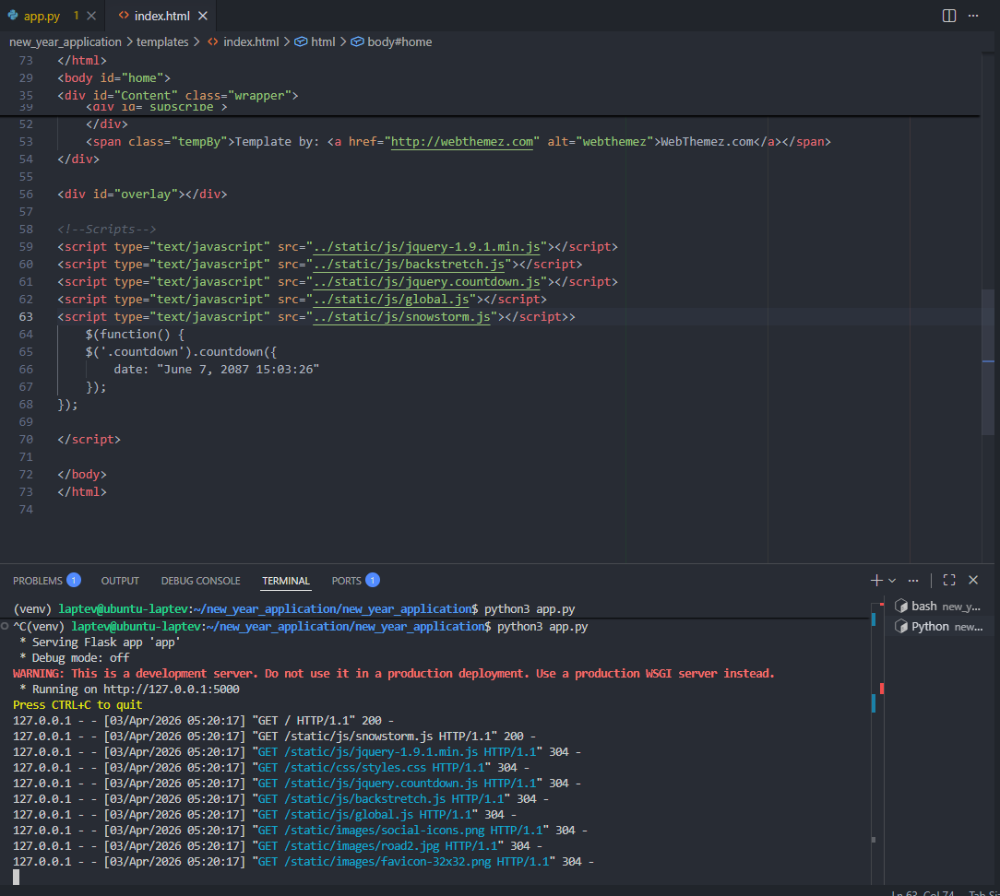 app.py 1 × index.html ×
new_year_application > templates > index.html > html > body#home
73 </html>
29 <body id="home">
35 <div id="Content" class="wrapper">
39 <div id="subscribe">
52 </div>
53 <span class="tempBy">Template by: <a href="http://webthemez.com" alt="webthemez">WebThemez.com</a></span>
54 </div>
55
56 <div id="overlay"></div>
57
58 <!--Scripts-->
59 <script type="text/javascript" src="../static/js/jquery-1.9.1.min.js"></script>
60 <script type="text/javascript" src="../static/js/backstretch.js"></script>
61 <script type="text/javascript" src="../static/js/jquery.countdown.js"></script>
62 <script type="text/javascript" src="../static/js/global.js"></script>
63 <script type="text/javascript" src="../static/js/snowstorm.js"></script>>
64 $(function() {
65 $('.countdown').countdown({
66 date: "June 7, 2087 15:03:26"
67 });
68 });
69
70 </script>
71
72 </body>
73 </html>
74
PROBLEMS 1 OUTPUT DEBUG CONSOLE TERMINAL PORTS 1
(venv) laptev@ubuntu-laptev:~/new_year_application/new_year_application$ python3 app.py
^C(venv) laptev@ubuntu-laptev:~/new_year_application/new_year_application$ python3 app.py
* Serving Flask app 'app'
* Debug mode: off
WARNING: This is a development server. Do not use it in a production deployment. Use a production WSGI server instead.
* Running on http://127.0.0.1:5000
Press CTRL+C to quit
127.0.0.1 - - [03/Apr/2026 05:20:17] "GET / HTTP/1.1" 200 -
127.0.0.1 - - [03/Apr/2026 05:20:17] "GET /static/js/snowstorm.js HTTP/1.1" 200 -
127.0.0.1 - - [03/Apr/2026 05:20:17] "GET /static/js/jquery-1.9.1.min.js HTTP/1.1" 304 -
127.0.0.1 - - [03/Apr/2026 05:20:17] "GET /static/css/styles.css HTTP/1.1" 304 -
127.0.0.1 - - [03/Apr/2026 05:20:17] "GET /static/js/jquery.countdown.js HTTP/1.1" 304 -
127.0.0.1 - - [03/Apr/2026 05:20:17] "GET /static/js/backstretch.js HTTP/1.1" 304 -
127.0.0.1 - - [03/Apr/2026 05:20:17] "GET /static/js/global.js HTTP/1.1" 304 -
127.0.0.1 - - [03/Apr/2026 05:20:17] "GET /static/images/social-icons.png HTTP/1.1" 304 -
127.0.0.1 - - [03/Apr/2026 05:20:17] "GET /static/images/road2.jpg HTTP/1.1" 304 -
127.0.0.1 - - [03/Apr/2026 05:20:17] "GET /static/images/favicon-32x32.png HTTP/1.1" 304 -
bash new_y...
Python new...
Ln 63, Col 74